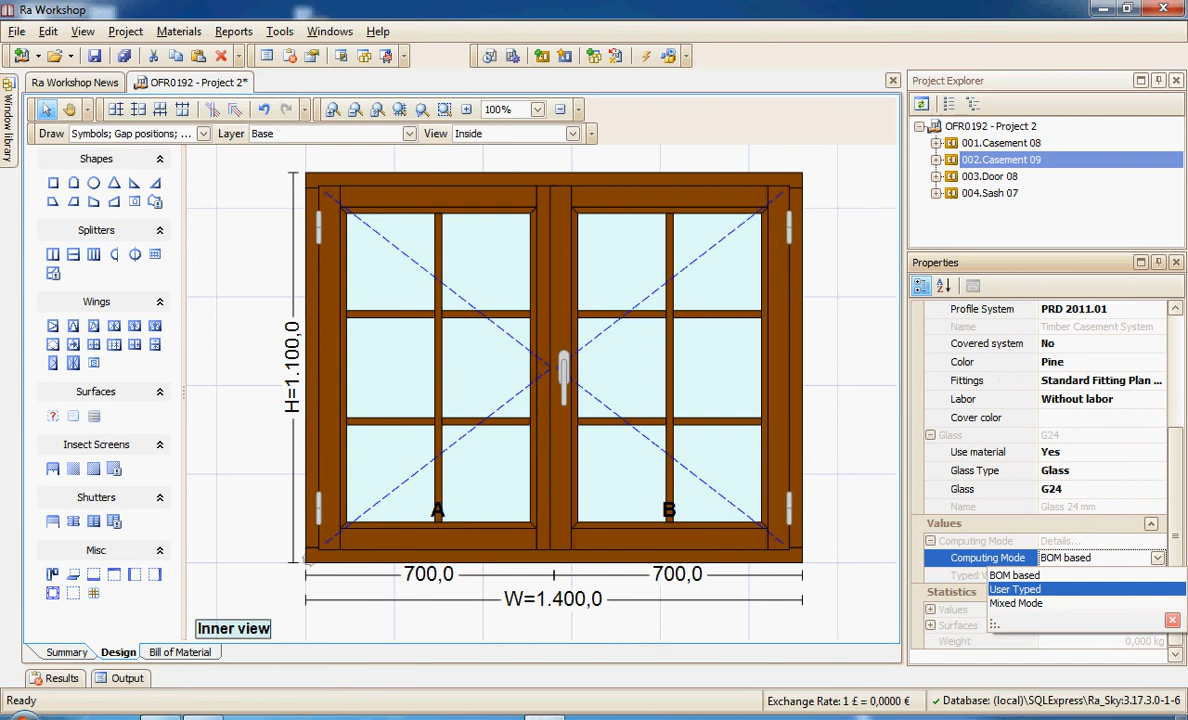 Ra Workshop
File Edit View Project Materials Reports Tools Windows Help
Ra Workshop News OFR0192 - Project 2*
Window library
100%
Draw Symbols; Gap positions; ... Layer Base View Inside
Shapes
Splitters
Wings
Surfaces
Insect Screens
Shutters
Misc
H=1.100,0
A B
700,0 700,0
W=1.400,0
Inner view
Summary Design Bill of Material
Results Output
Ready
Exchange Rate: 1 £ = 0,0000 €
Database: (local)\SQLExpress\Ra_Sky:3.17.3.0-1-6
Project Explorer
OFR0192 - Project 2
001.Casement 08
002.Casement 09
003.Door 08
004.Sash 07
Properties
Profile System PRD 2011.01
Name Timber Casement System
Covered system No
Color Pine
Fittings Standard Fitting Plan ...
Labor Without labor
Cover color
Glass G24
Use material Yes
Glass Type Glass
Glass G24
Name Glass 24 mm
Values
Computing Mode Details...
Computing Mode BOM based
Typed
BOM based
User Typed
Mixed Mode
Statistics
Values
Surfaces
Weight 0,000 kg